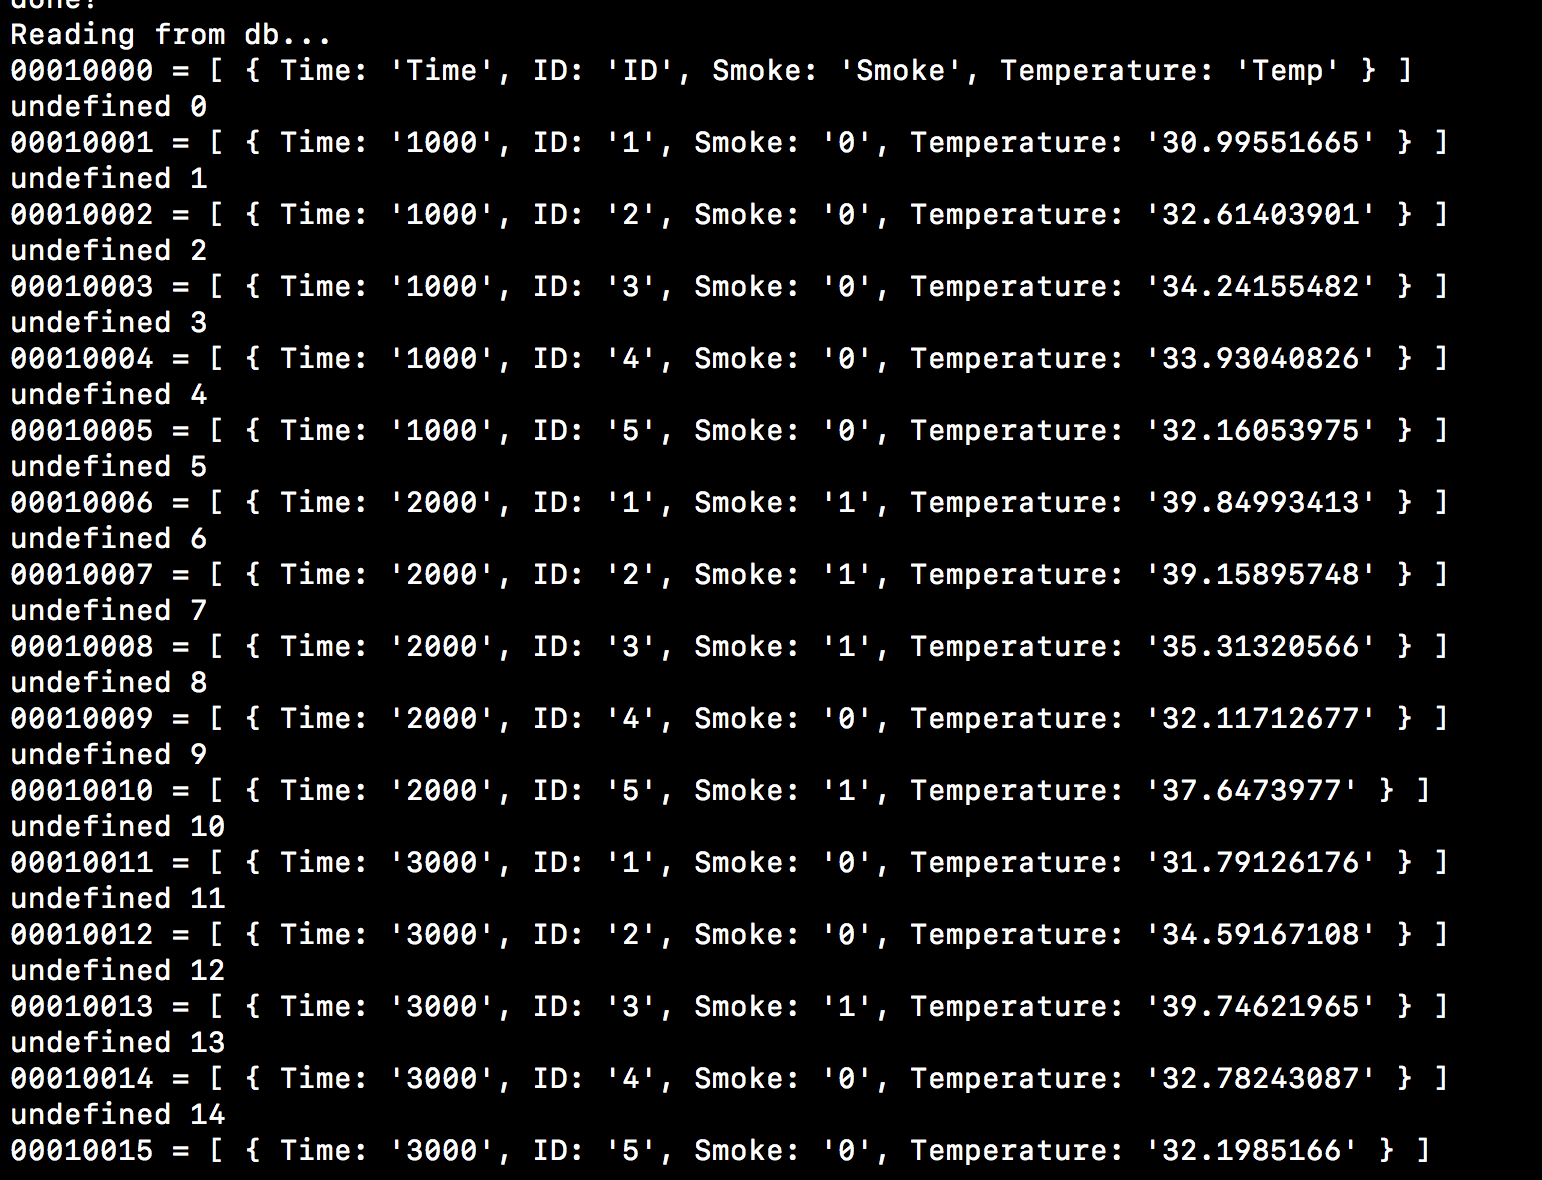 done!
Reading from db...
00010000 = [ { Time: 'Time', ID: 'ID', Smoke: 'Smoke', Temperature: 'Temp' } ]
undefined 0
00010001 = [ { Time: '1000', ID: '1', Smoke: '0', Temperature: '30.99551665' } ]
undefined 1
00010002 = [ { Time: '1000', ID: '2', Smoke: '0', Temperature: '32.61403901' } ]
undefined 2
00010003 = [ { Time: '1000', ID: '3', Smoke: '0', Temperature: '34.24155482' } ]
undefined 3
00010004 = [ { Time: '1000', ID: '4', Smoke: '0', Temperature: '33.93040826' } ]
undefined 4
00010005 = [ { Time: '1000', ID: '5', Smoke: '0', Temperature: '32.16053975' } ]
undefined 5
00010006 = [ { Time: '2000', ID: '1', Smoke: '1', Temperature: '39.84993413' } ]
undefined 6
00010007 = [ { Time: '2000', ID: '2', Smoke: '1', Temperature: '39.15895748' } ]
undefined 7
00010008 = [ { Time: '2000', ID: '3', Smoke: '1', Temperature: '35.31320566' } ]
undefined 8
00010009 = [ { Time: '2000', ID: '4', Smoke: '0', Temperature: '32.11712677' } ]
undefined 9
00010010 = [ { Time: '2000', ID: '5', Smoke: '1', Temperature: '37.6473977' } ]
undefined 10
00010011 = [ { Time: '3000', ID: '1', Smoke: '0', Temperature: '31.79126176' } ]
undefined 11
00010012 = [ { Time: '3000', ID: '2', Smoke: '0', Temperature: '34.59167108' } ]
undefined 12
00010013 = [ { Time: '3000', ID: '3', Smoke: '1', Temperature: '39.74621965' } ]
undefined 13
00010014 = [ { Time: '3000', ID: '4', Smoke: '0', Temperature: '32.78243087' } ]
undefined 14
00010015 = [ { Time: '3000', ID: '5', Smoke: '0', Temperature: '32.1985166' } ]